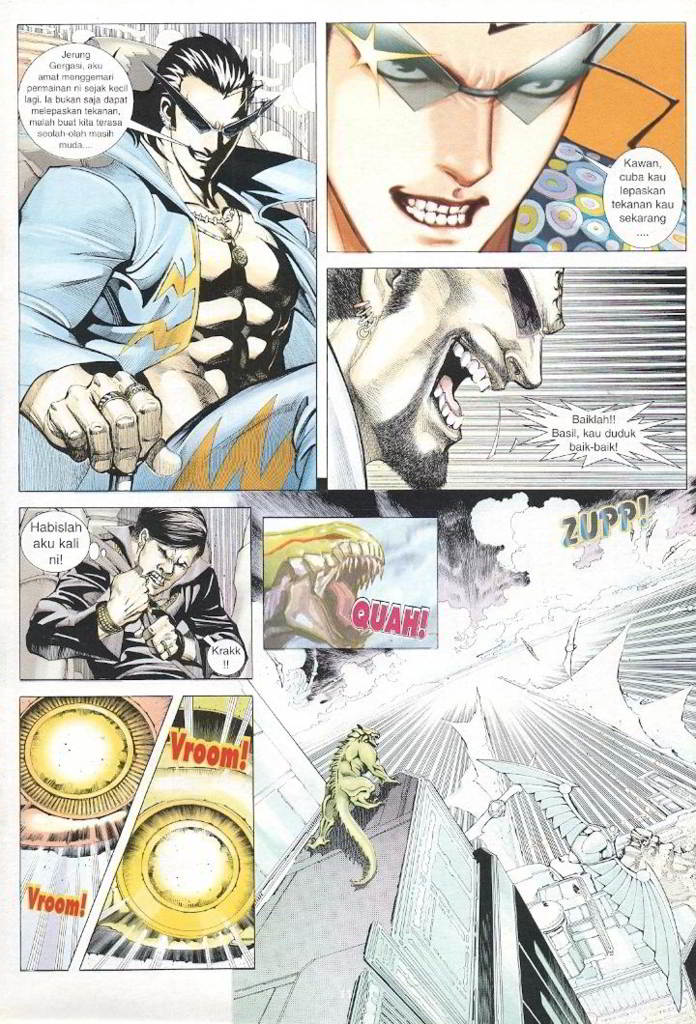 Jerung
Gergasi, aku
amat menggemari
permainan ni sejak kecil
lagi. Ia bukan saja dapat
melepaskan tekanan,
malah buat kita terasa
seolah-olah masih
muda....
Kawan,
cuba kau
lepaskan
tekanan kau
sekarang
....
Baiklah!!
Basil, kau duduk
baik-baik!
Habislah
aku kali
ni!
Krakk
!!
QUAH!
ZUPP!
Vroom!
Vroom!